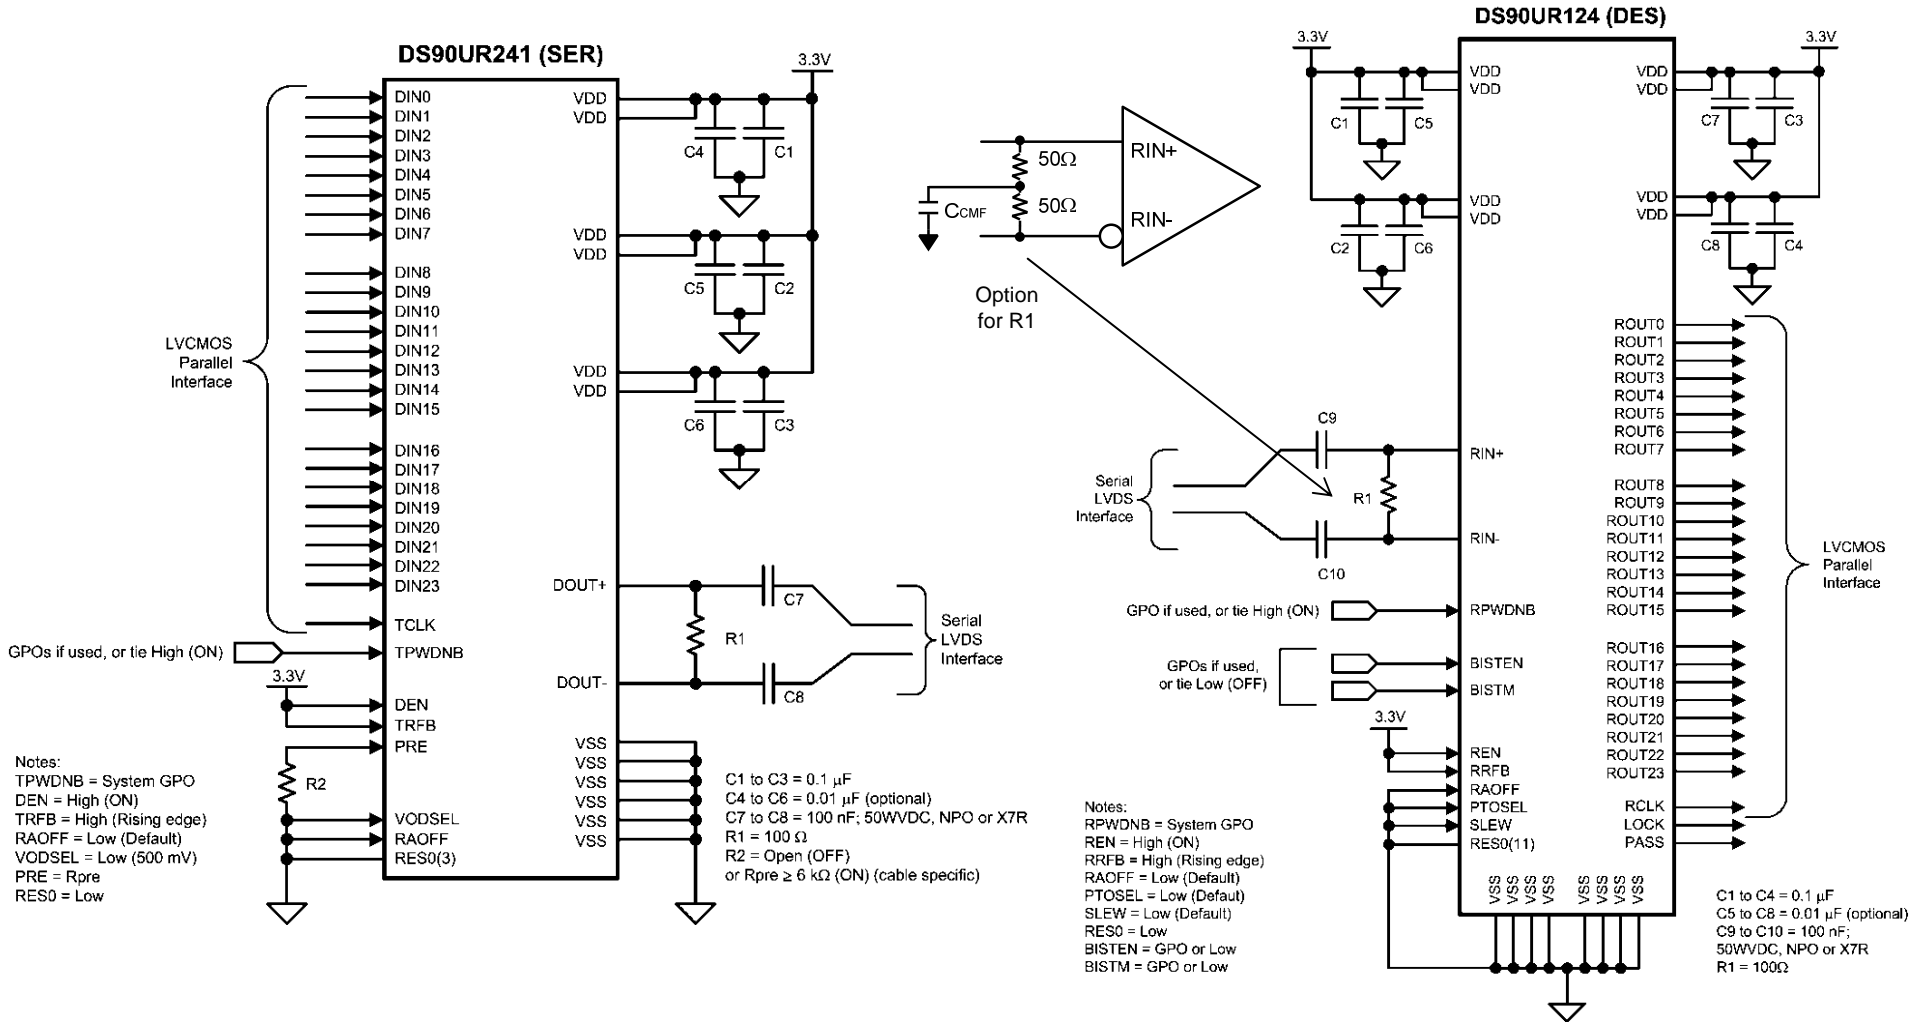 DS90UR241 (SER)
3.3V
DIN0
DIN1
DIN2
DIN3
DIN4
DIN5
DIN6
DIN7
DIN8
DIN9
DIN10
DIN11
DIN12
DIN13
DIN14
DIN15
DIN16
DIN17
DIN18
DIN19
DIN20
DIN21
DIN22
DIN23
TCLK
TPWDNB
DEN
TRFB
PRE
VODSEL
RAOFF
RES0(3)
LVCMOS
Parallel
Interface
GPOs if used, or tie High (ON)
3.3V
R2
VDD
VDD
C4
C1
VDD
VDD
C5
C2
VDD
VDD
C6
C3
DOUT+
DOUT-
R1
C7
C8
Serial
LVDS
Interface
VSS
VSS
VSS
VSS
VSS
VSS
Notes:
TPWDNB = System GPO
DEN = High (ON)
TRFB = High (Rising edge)
RAOFF = Low (Default)
VODSEL = Low (500 mV)
PRE = Rpre
RES0 = Low
C1 to C3 = 0.1 µF
C4 to C6 = 0.01 µF (optional)
C7 to C8 = 100 nF; 50WVDC, NPO or X7R
R1 = 100 Ω
R2 = Open (OFF)
or Rpre ≥ 6 kΩ (ON) (cable specific)
50Ω
50Ω
CCMF
RIN+
RIN-
Option
for R1
DS90UR124 (DES)
3.3V
3.3V
VDD
VDD
C1
C5
VDD
VDD
C2
C6
VDD
VDD
C7
C3
VDD
VDD
C8
C4
Serial
LVDS
Interface
C9
C10
R1
RIN+
RIN-
GPO if used, or tie High (ON)
RPWDNB
GPOs if used,
or tie Low (OFF)
BISTEN
BISTM
3.3V
REN
RRFB
RAOFF
PTOSEL
SLEW
RES0(11)
ROUT0
ROUT1
ROUT2
ROUT3
ROUT4
ROUT5
ROUT6
ROUT7
ROUT8
ROUT9
ROUT10
ROUT11
ROUT12
ROUT13
ROUT14
ROUT15
ROUT16
ROUT17
ROUT18
ROUT19
ROUT20
ROUT21
ROUT22
ROUT23
RCLK
LOCK
PASS
LVCMOS
Parallel
Interface
VSS
VSS
VSS
VSS
VSS
VSS
VSS
VSS
Notes:
RPWDNB = System GPO
REN = High (ON)
RRFB = High (Rising edge)
RAOFF = Low (Default)
PTOSEL = Low (Defaut)
SLEW = Low (Default)
RES0 = Low
BISTEN = GPO or Low
BISTM = GPO or Low
C1 to C4 = 0.1 µF
C5 to C8 = 0.01 µF (optional)
C9 to C10 = 100 nF;
50WVDC, NPO or X7R
R1 = 100Ω